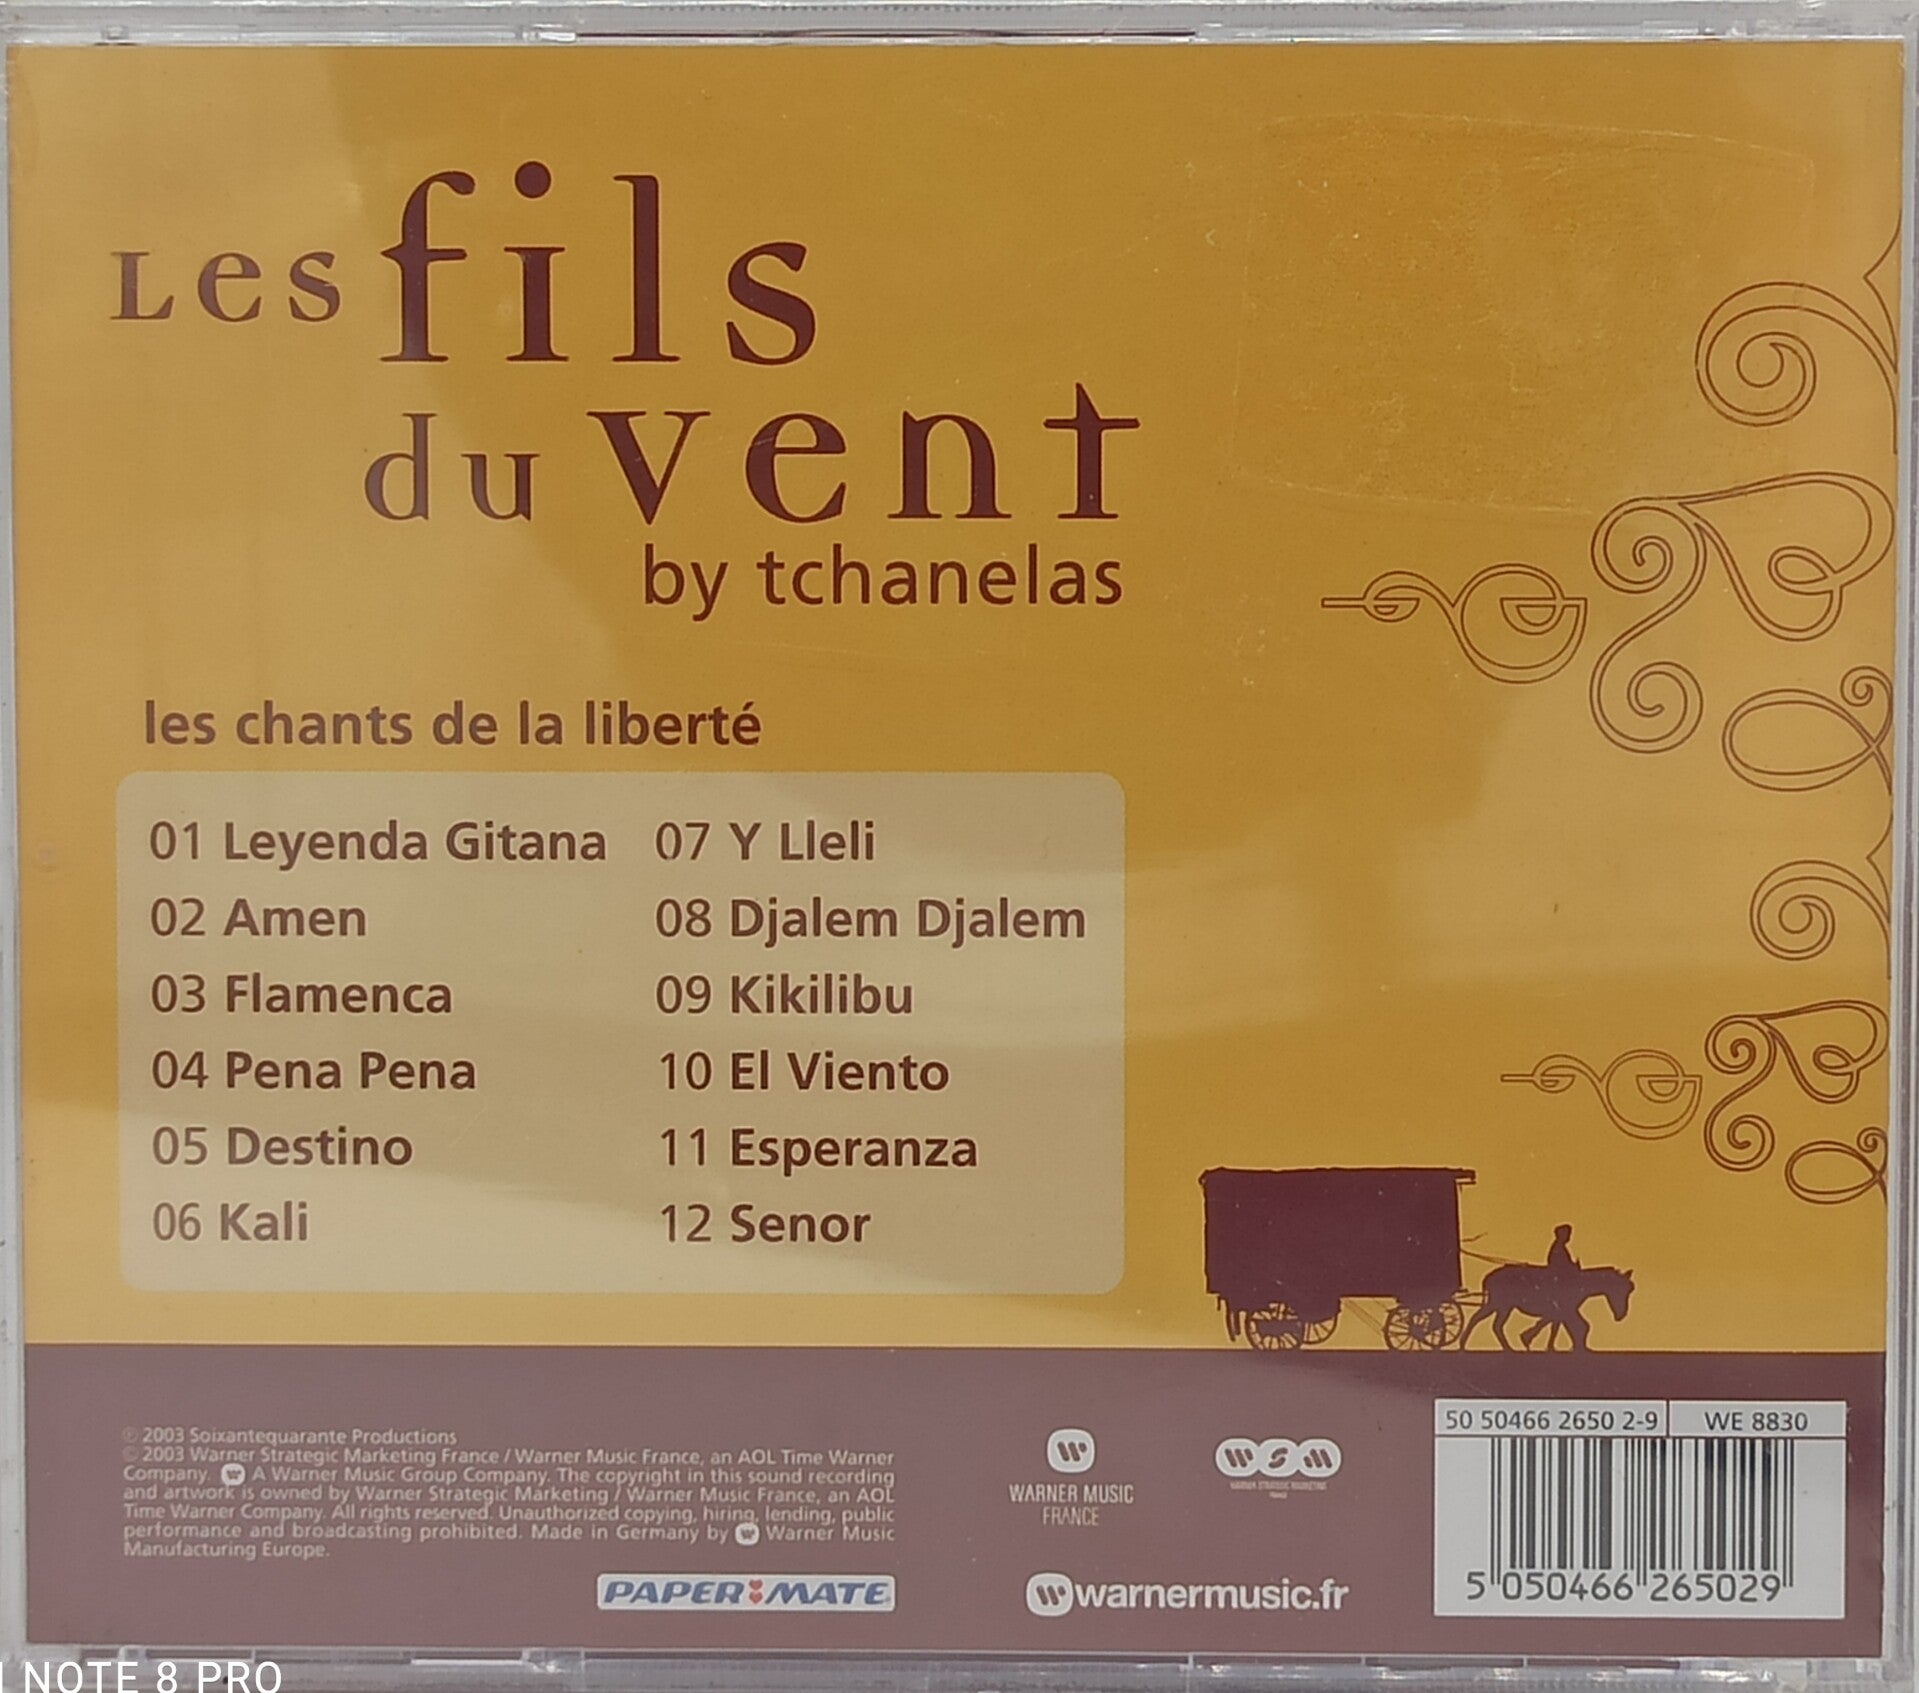 Les fils
du vent
by tchanelas
les chants de la liberté
01 Leyenda Gitana
02 Amen
03 Flamenca
04 Pena Pena
05 Destino
06 Kali
07 Y Lleli
08 Djalem Djalem
09 Kikilibu
10 El Viento
11 Esperanza
12 Senor
℗ 2003 Soixantequarante Productions
© 2003 Warner Strategic Marketing France / Warner Music France, an AOL Time Warner
Company. A Warner Music Group Company. The copyright in this sound recording
and artwork is owned by Warner Strategic Marketing / Warner Music France, an AOL
Time Warner Company. All rights reserved. Unauthorized copying, hiring, lending, public
performance and broadcasting prohibited. Made in Germany by Warner Music
Manufacturing Europe.
PAPER MATE
WARNER MUSIC
FRANCE
WSM
WARNER STRATEGIC MARKETING
FRANCE
warnermusic.fr
50 50466 2650 2-9
WE 8830
5 050466 265029
NOTE 8 PRO